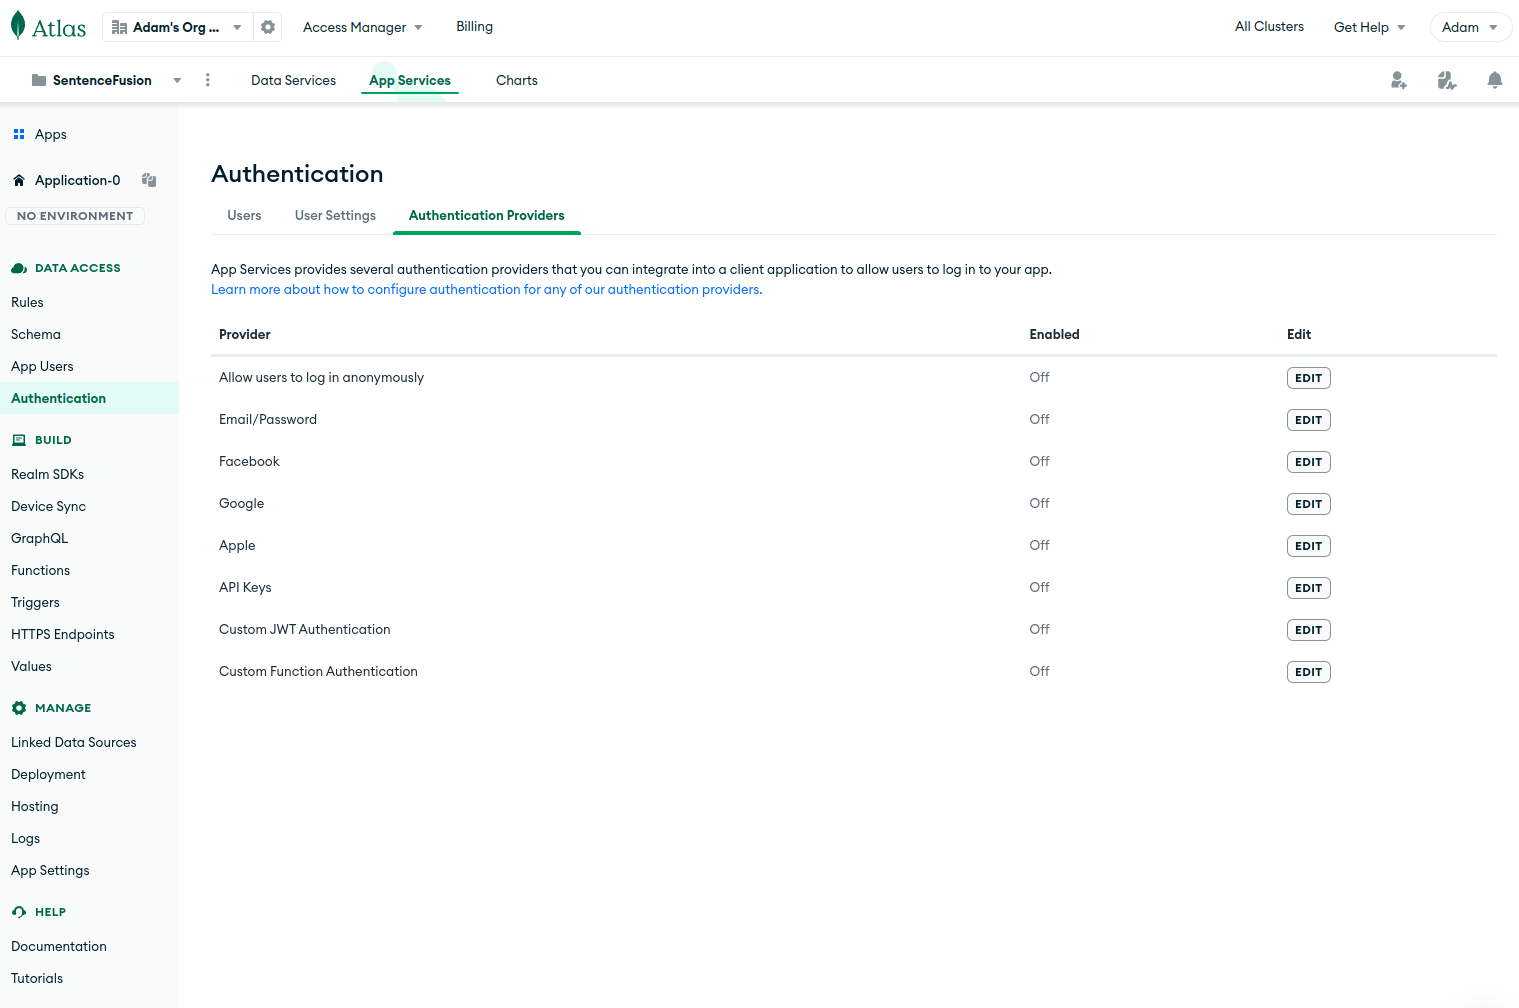 Atlas
Adam's Org ...
Access Manager
Billing
All Clusters
Get Help
Adam
SentenceFusion
Data Services
App Services
Charts
Apps
Application-0
NO ENVIRONMENT
DATA ACCESS
Rules
Schema
App Users
Authentication
BUILD
Realm SDKs
Device Sync
GraphQL
Functions
Triggers
HTTPS Endpoints
Values
MANAGE
Linked Data Sources
Deployment
Hosting
Logs
App Settings
HELP
Documentation
Tutorials
Authentication
Users User Settings Authentication Providers
App Services provides several authentication providers that you can integrate into a client application to allow users to log in to your app.
Learn more about how to configure authentication for any of our authentication providers.
Provider Enabled Edit
Allow users to log in anonymously Off EDIT
Email/Password Off EDIT
Facebook Off EDIT
Google Off EDIT
Apple Off EDIT
API Keys Off EDIT
Custom JWT Authentication Off EDIT
Custom Function Authentication Off EDIT